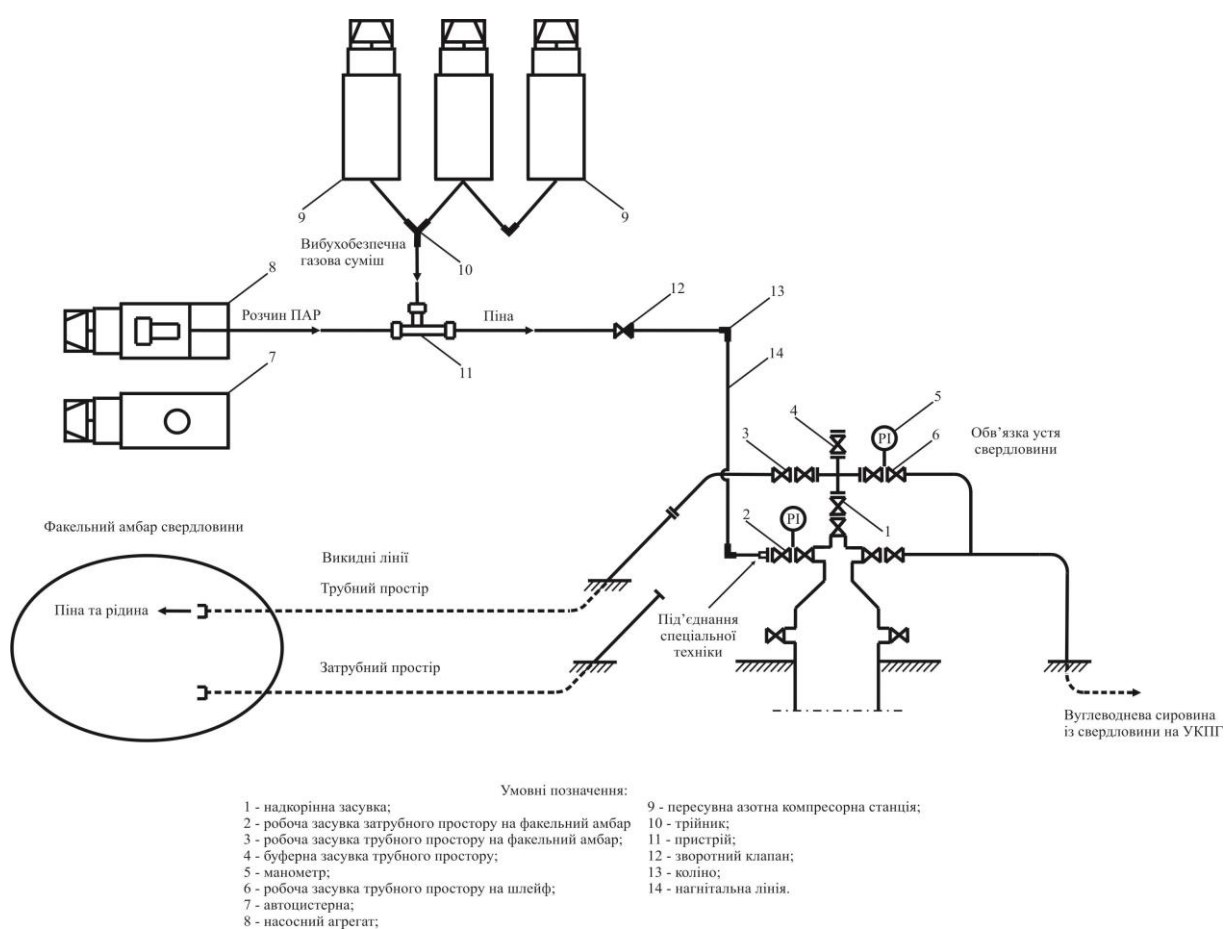 9
9
Вибухобезпечна
газова суміш
10
8
12
13
Розчин ПАР
Піна
7
11
14
5
4
3
PI
6
Обв’язка устя
свердловини
2
PI
1
Факельний амбар свердловини
Викидні лінії
Трубний простір
Піна та рідина
Під’єднання
спеціальної
техніки
Затрубний простір
Вуглеводнева сировина
із свердловини на УКПГ
Умовні позначення:
1 - надкорінна засувка;
2 - робоча засувка затрубного простору на факельний амбар
3 - робоча засувка трубного простору на факельний амбар;
4 - буферна засувка трубного простору;
5 - манометр;
6 - робоча засувка трубного простору на шлейф;
7 - автоцистерна;
8 - насосний агрегат;
9 - пересувна азотна компресорна станція;
10 - трійник;
11 - пристрій;
12 - зворотний клапан;
13 - коліно;
14 - нагнітальна лінія.